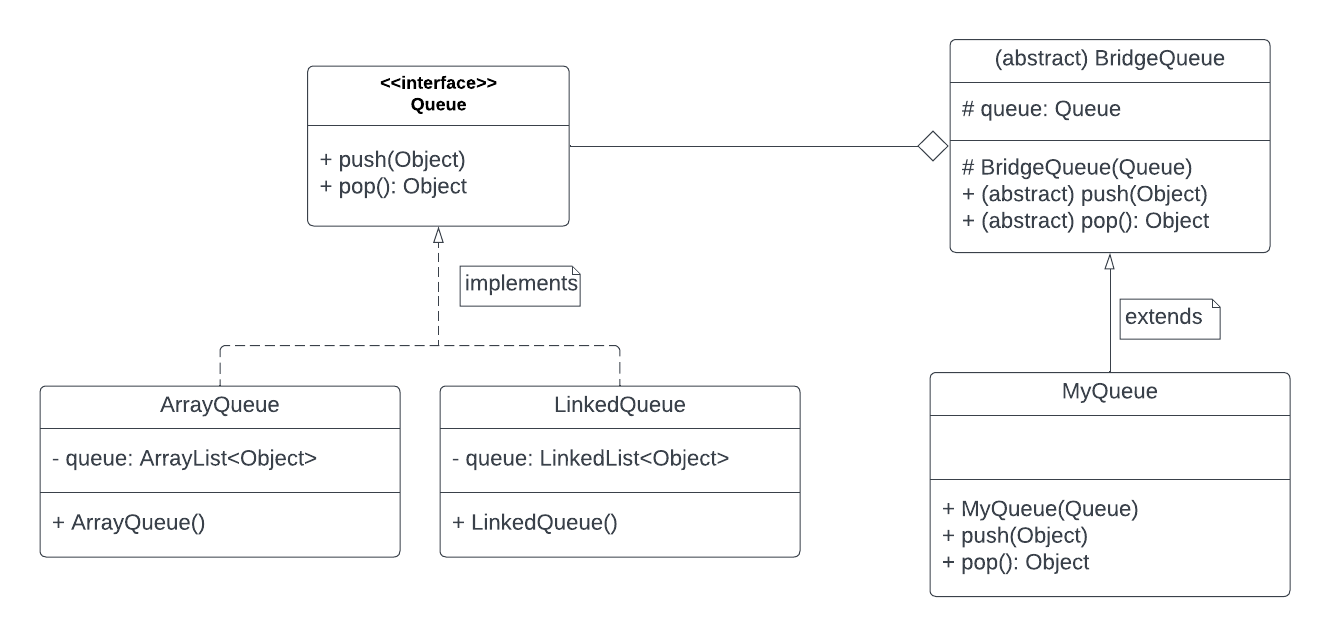 <<interface>>
Queue
+ push(Object)
+ pop(): Object
(abstract) BridgeQueue
# queue: Queue
# BridgeQueue(Queue)
+ (abstract) push(Object)
+ (abstract) pop(): Object
implements
extends
ArrayQueue
- queue: ArrayList<Object>
+ ArrayQueue()
LinkedQueue
- queue: LinkedList<Object>
+ LinkedQueue()
MyQueue
+ MyQueue(Queue)
+ push(Object)
+ pop(): Object